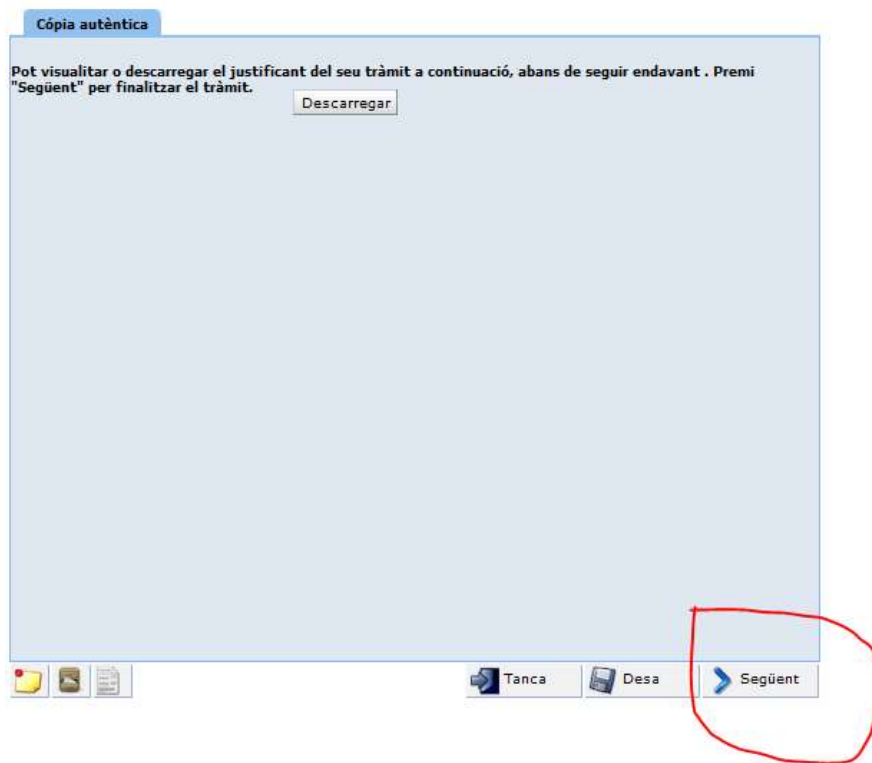 Còpia autèntica
Pot visualitzar o descarregar el justificant del seu tràmit a continuació, abans de seguir endavant . Premi
"Següent" per finalitzar el tràmit.
Descarregar
Tanca
Desa
Següent